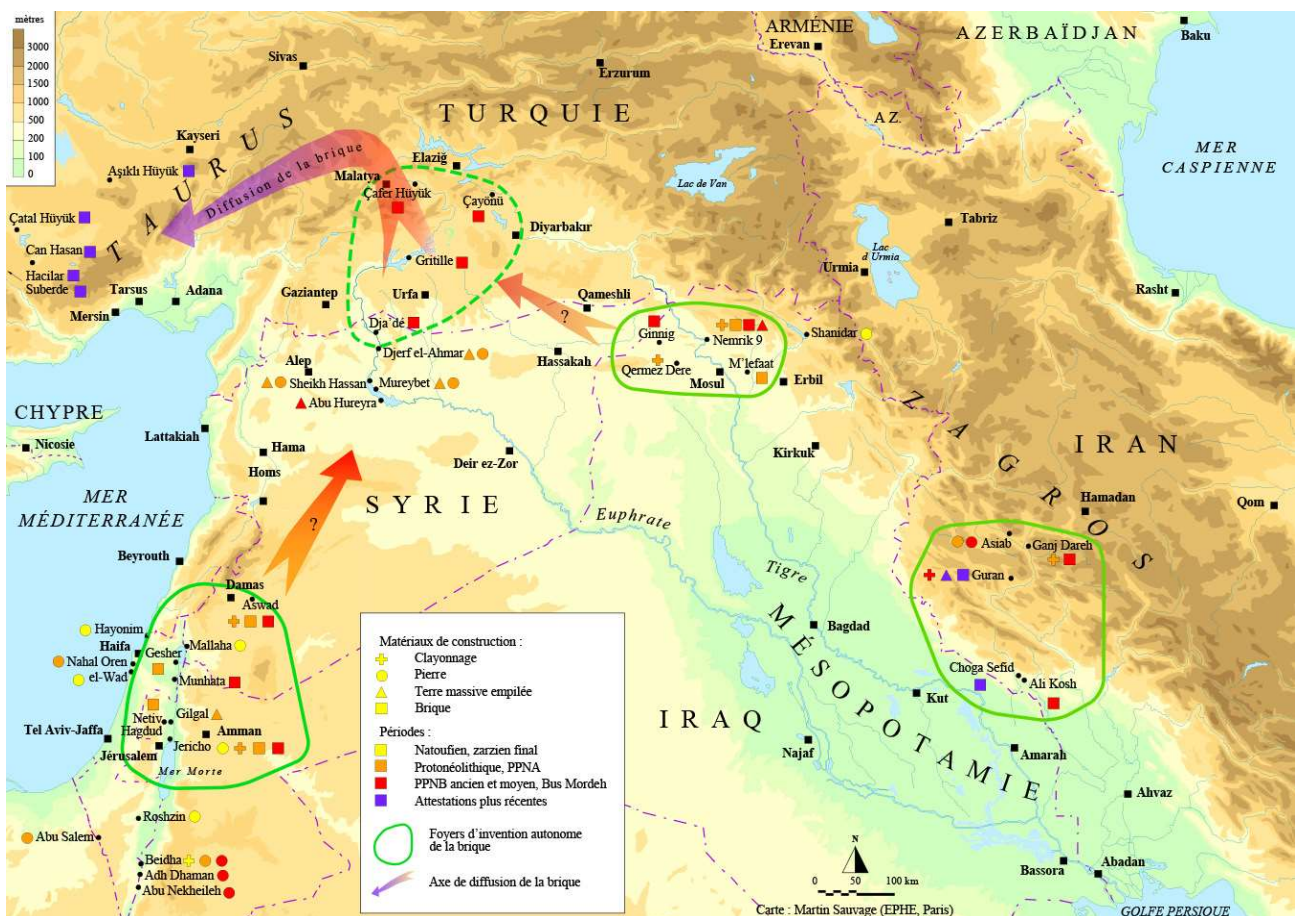 mètres
3000
2000
1000
500
200
100
0
ARMÉNIE
Erevan
AZERBAÏDJAN
Baku
Sivas
Erzurum
TURQUIE
AZ.
MER
CASPIENNE
Kayseri
Aşıklı Hüyük
TAURUS
Diffusion de la brique
Elaziğ
Malatya
Çafer Hüyük
Çayönü
Lac de Van
Diyarbakır
Tabriz
Çatal Hüyük
Can Hasan
Hacilar
Suberde
Tarsus
Adana
Mersin
Gritille
Gaziantep
Urfa
Qameshli
Urmia
Lac
d'Urmia
Rasht
Dja'dé
?
Ginnig
Nemrik 9
Shanidar
Djerf el-Ahmar
Hassakah
Qermez Dere
M'lefaat
Mosul
Erbil
Alep
Sheikh Hassan
Mureybet
Abu Hureyra
CHYPRE
Nicosie
Lattakiah
Hama
Homs
Deir ez-Zor
Kirkuk
ZAGROS
IRAN
Hamadan
Qom
MER
MÉDITERRANÉE
SYRIE
?
Euphrate
Asiab
Ganj Dareh
Guran
Beyrouth
Tigre
Damas
Aswad
Bagdad
MÉSOPOTAMIE
Hayonim
Haifa
Mallaha
Gesher
Nahal Oren
el-Wad
Munhata
Choga Sefid
Ali Kosh
Kut
IRAQ
Netiv
Hagdud
Gilgal
Tel Aviv-Jaffa
Amman
Jericho
Jérusalem
Mer Morte
Najaf
Amarah
Ahvaz
Roshzin
Abu Salem
Beidha
Adh Dhaman
Abu Nekheileh
Bassora
Abadan
GOLFE PERSIQUE
Matériaux de construction :
Clayonnage
Pierre
Terre massive empilée
Brique
Périodes :
Natoufien, zarzien final
Protonéolithique, PPNA
PPNB ancien et moyen, Bus Mordeh
Attestations plus récentes
Foyers d'invention autonome
de la brique
Axe de diffusion de la brique
N
0 50 100 km
Carte : Martin Sauvage (EPHE, Paris)